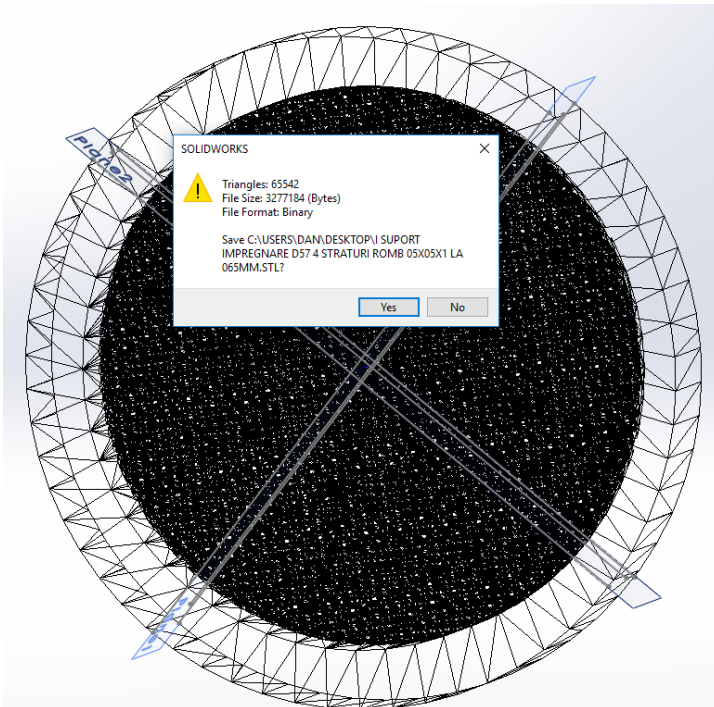 Plane2
SOLIDWORKS
Triangles: 65542
File Size: 3277184 (Bytes)
File Format: Binary
Save C:\USERS\DAN\DESKTOP\I SUPORT
IMPREGNARE D57 4 STRATURI ROMB 05X05X1 LA
065MM.STL?
Yes
No